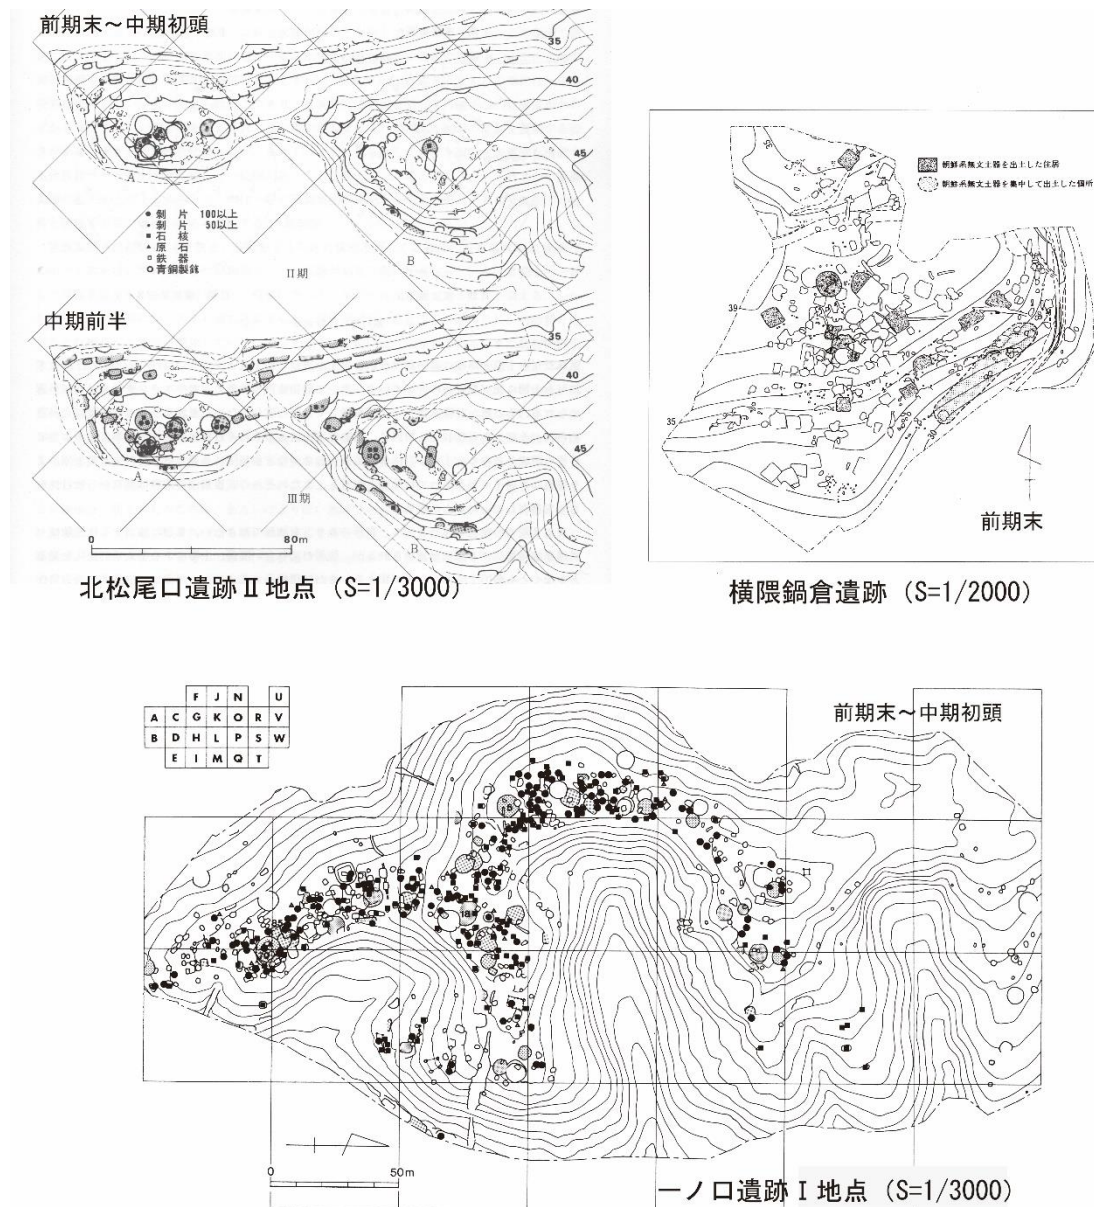 前期末～中期初頭
35
40
45
A
B
● 剝 片 100以上
• 剝 片 50以上
■ 石 核
▲ 原 石
□ 鉄 器
○ 青銅製鉇
Ⅱ期
中期前半
35
40
45
A
B
C
Ⅲ期
0 80m
北松尾口遺跡Ⅱ地点（S=1/3000）
朝鮮系無文土器を出土した住居
朝鮮系無文土器を集中して出土した個所
39
35
30
前期末
横隈鍋倉遺跡（S=1/2000）
F J N U
A C G K O R V
B D H L P S W
E I M Q T
前期末～中期初頭
0 50m
一ノ口遺跡Ⅰ地点（S=1/3000）